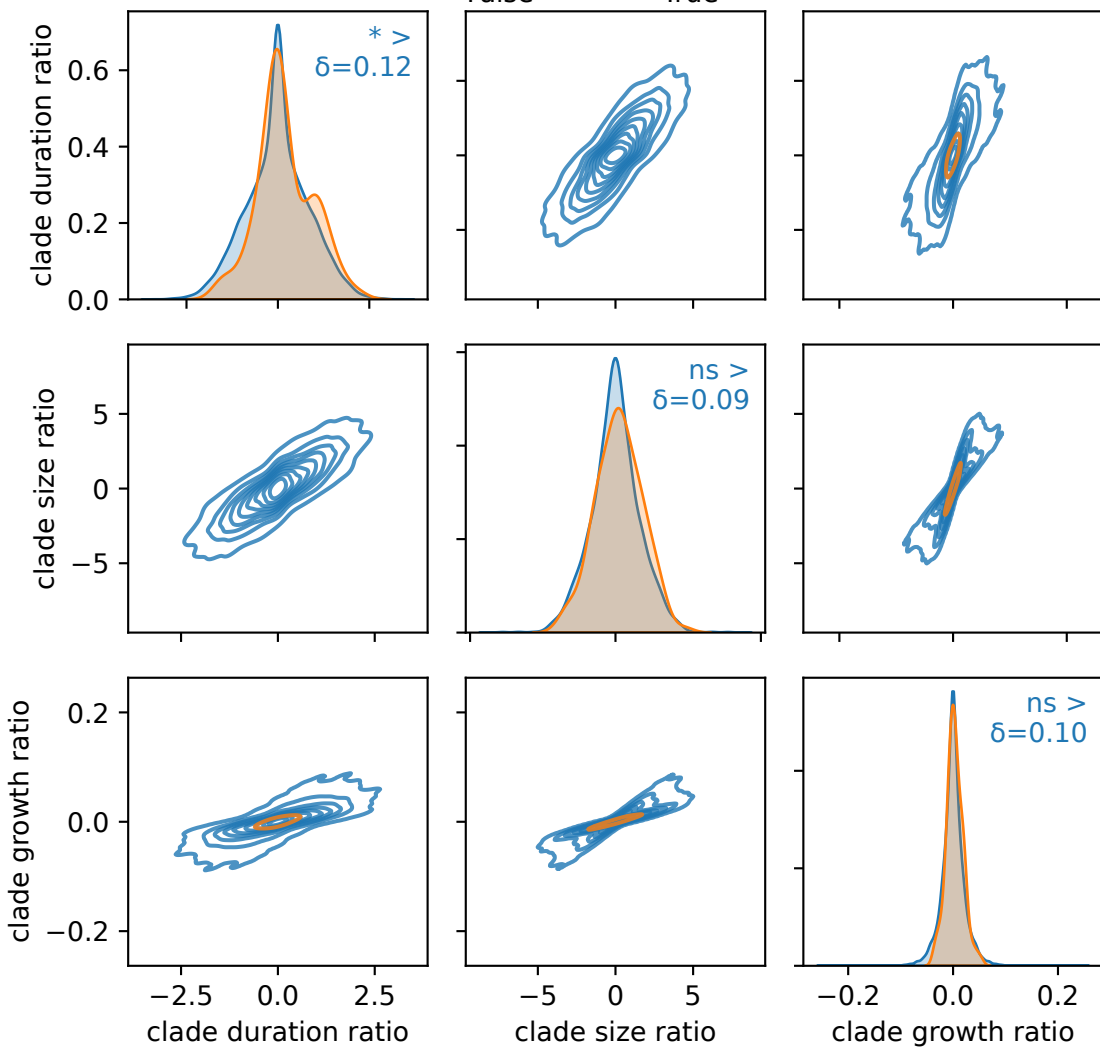 clade duration ratio
0.6
0.4
0.2
0.0
* >
δ=0.12
clade size ratio
5
0
−5
ns >
δ=0.09
clade growth ratio
0.2
0.0
−0.2
ns >
δ=0.10
−2.5 0.0 2.5
−5 0 5
−0.2 0.0 0.2
clade duration ratio
clade size ratio
clade growth ratio